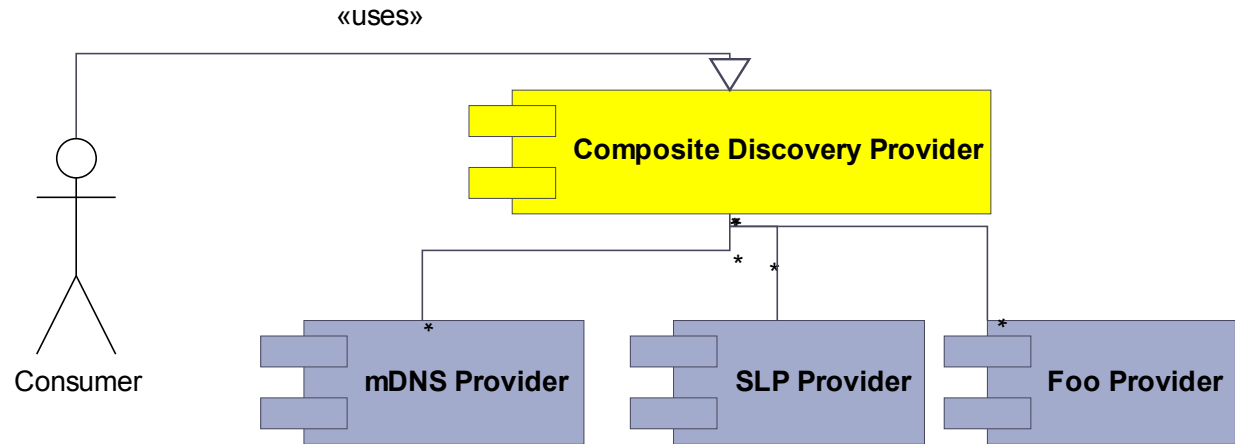 «uses»
Composite Discovery Provider
*
*
*
*
*
*
mDNS Provider
SLP Provider
Foo Provider
Consumer